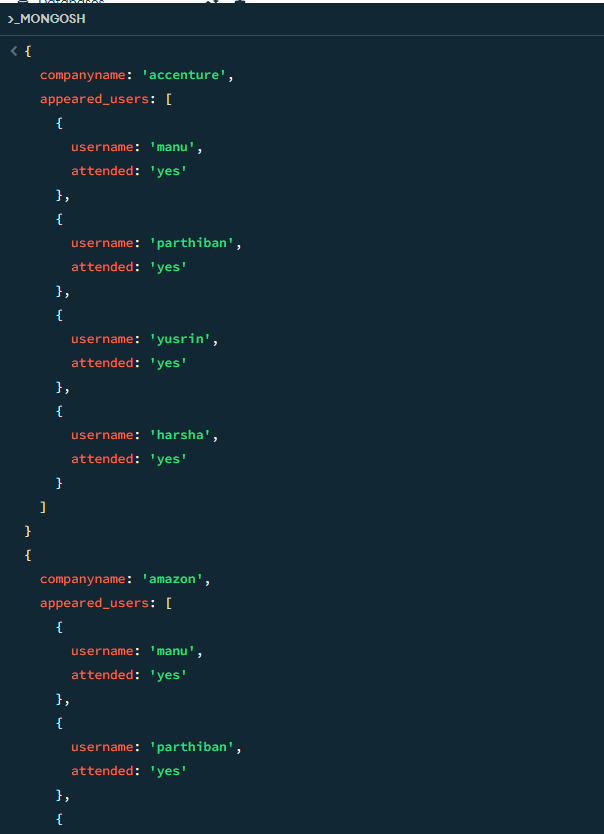 Databases
>_MONGOSH
< {
companyname: 'accenture',
appeared_users: [
{
username: 'manu',
attended: 'yes'
},
{
username: 'parthiban',
attended: 'yes'
},
{
username: 'yusrin',
attended: 'yes'
},
{
username: 'harsha',
attended: 'yes'
}
]
}
{
companyname: 'amazon',
appeared_users: [
{
username: 'manu',
attended: 'yes'
},
{
username: 'parthiban',
attended: 'yes'
},
{